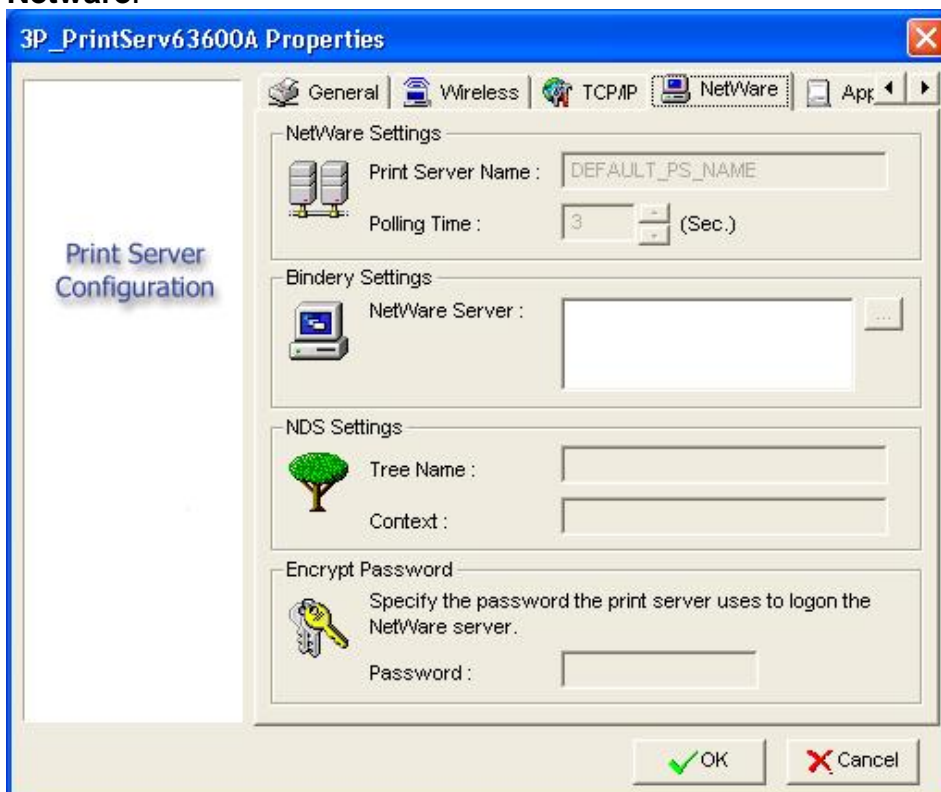 Netware.
3P_PrintServ63600A Properties
General
Wireless
TCP/IP
NetWare
Print Server
Configuration
NetWare Settings
Print Server Name :
DEFAULT_PS_NAME
Polling Time :
3
(Sec.)
Bindery Settings
NetWare Server :
...
NDS Settings
Tree Name :
Context :
Encrypt Password
Specify the password the print server uses to logon the
NetWare server.
Password :
OK
Cancel